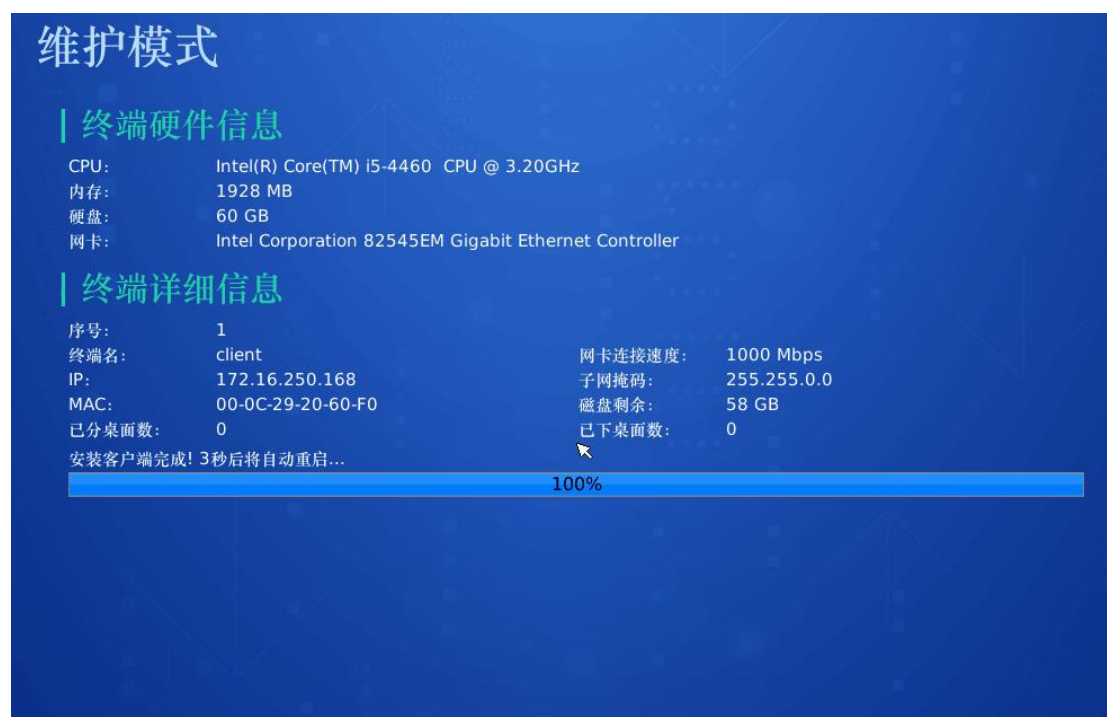 维护模式
终端硬件信息
CPU: Intel(R) Core(TM) i5-4460 CPU @ 3.20GHz
内存: 1928 MB
硬盘: 60 GB
网卡: Intel Corporation 82545EM Gigabit Ethernet Controller
终端详细信息
序号: 1
终端名: client 网卡连接速度: 1000 Mbps
IP: 172.16.250.168 子网掩码: 255.255.0.0
MAC: 00-0C-29-20-60-F0 磁盘剩余: 58 GB
已分桌面数: 0 已下桌面数: 0
安装客户端完成! 3秒后将自动重启...
100%